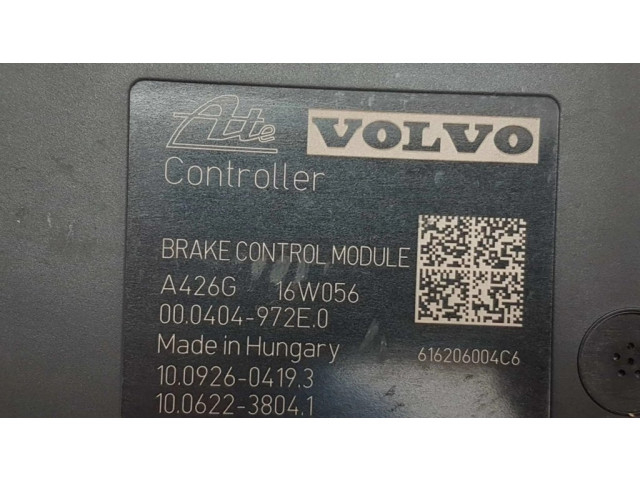 Ate VOLVO
Controller
BRAKE CONTROL MODULE
A426G 16W056
00.0404-972E.0
Made in Hungary
616206004C6
10.0926-0419.3
10.0622-3804.1